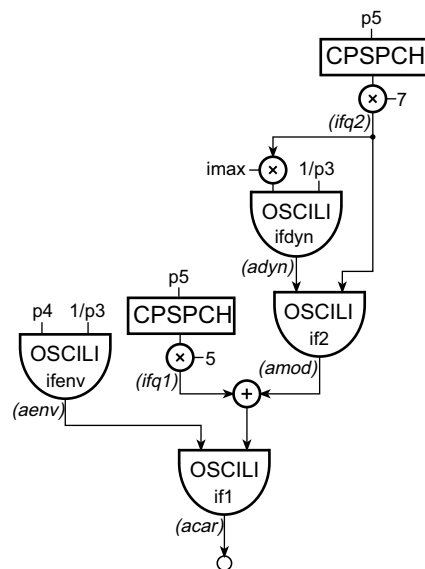 p5
CPSPCH
× 7
(ifq2)
imax × 1/p3
OSCILI
ifdyn
(adyn)
p5
CPSPCH
× 5
(ifq1)
p4 1/p3
OSCILI
ifenv
(aenv)
OSCILI
if2
(amod)
+
OSCILI
if1
(acar)